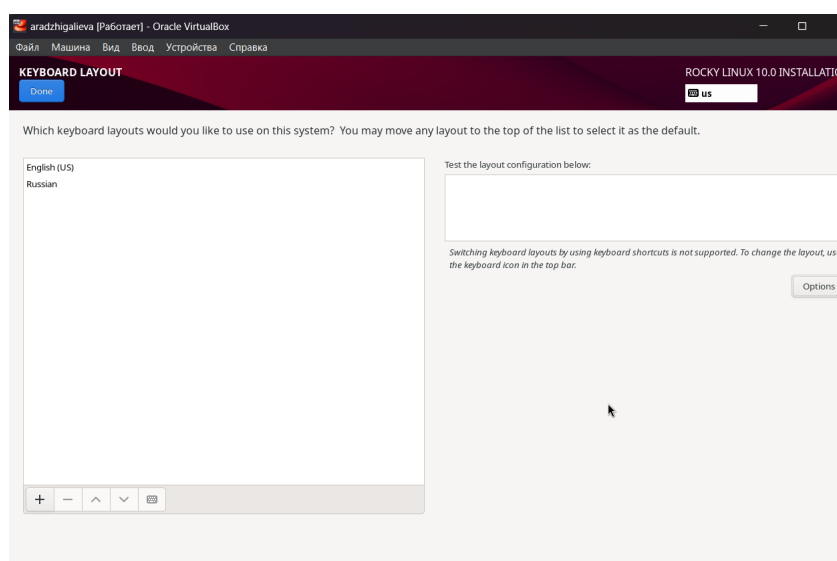 aradzhigalieva [Работает] - Oracle VirtualBox
Файл Машина Вид Ввод Устройства Справка
KEYBOARD LAYOUT
Done
ROCKY LINUX 10.0 INSTALLATI
us
Which keyboard layouts would you like to use on this system? You may move any layout to the top of the list to select it as the default.
English (US)
Russian
Test the layout configuration below:
Switching keyboard layouts by using keyboard shortcuts is not supported. To change the layout, us
the keyboard icon in the top bar.
Options